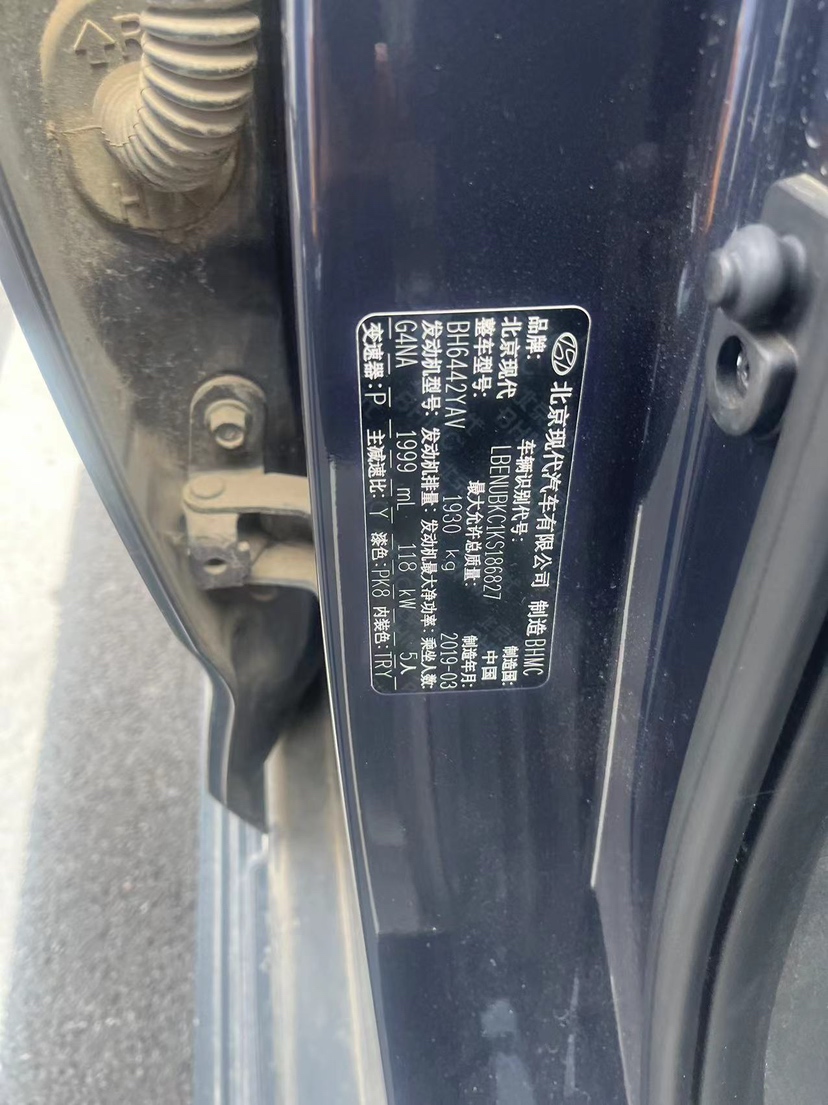 北京现代汽车有限公司 制造 BHMC
品牌: 车辆识别代号: 制造国:
北京现代 LBENUBKC1KS186827 中国
整车型号: 最大允许总质量: 制造年月:
BH6442YAV 1930 kg 2019-03
发动机型号: 发动机排量: 发动机最大净功率: 乘坐人数:
G4NA 1999 mL 118 kW 5人
变速器: P 主减速比: Y 漆色: PK8 内装色: TRY